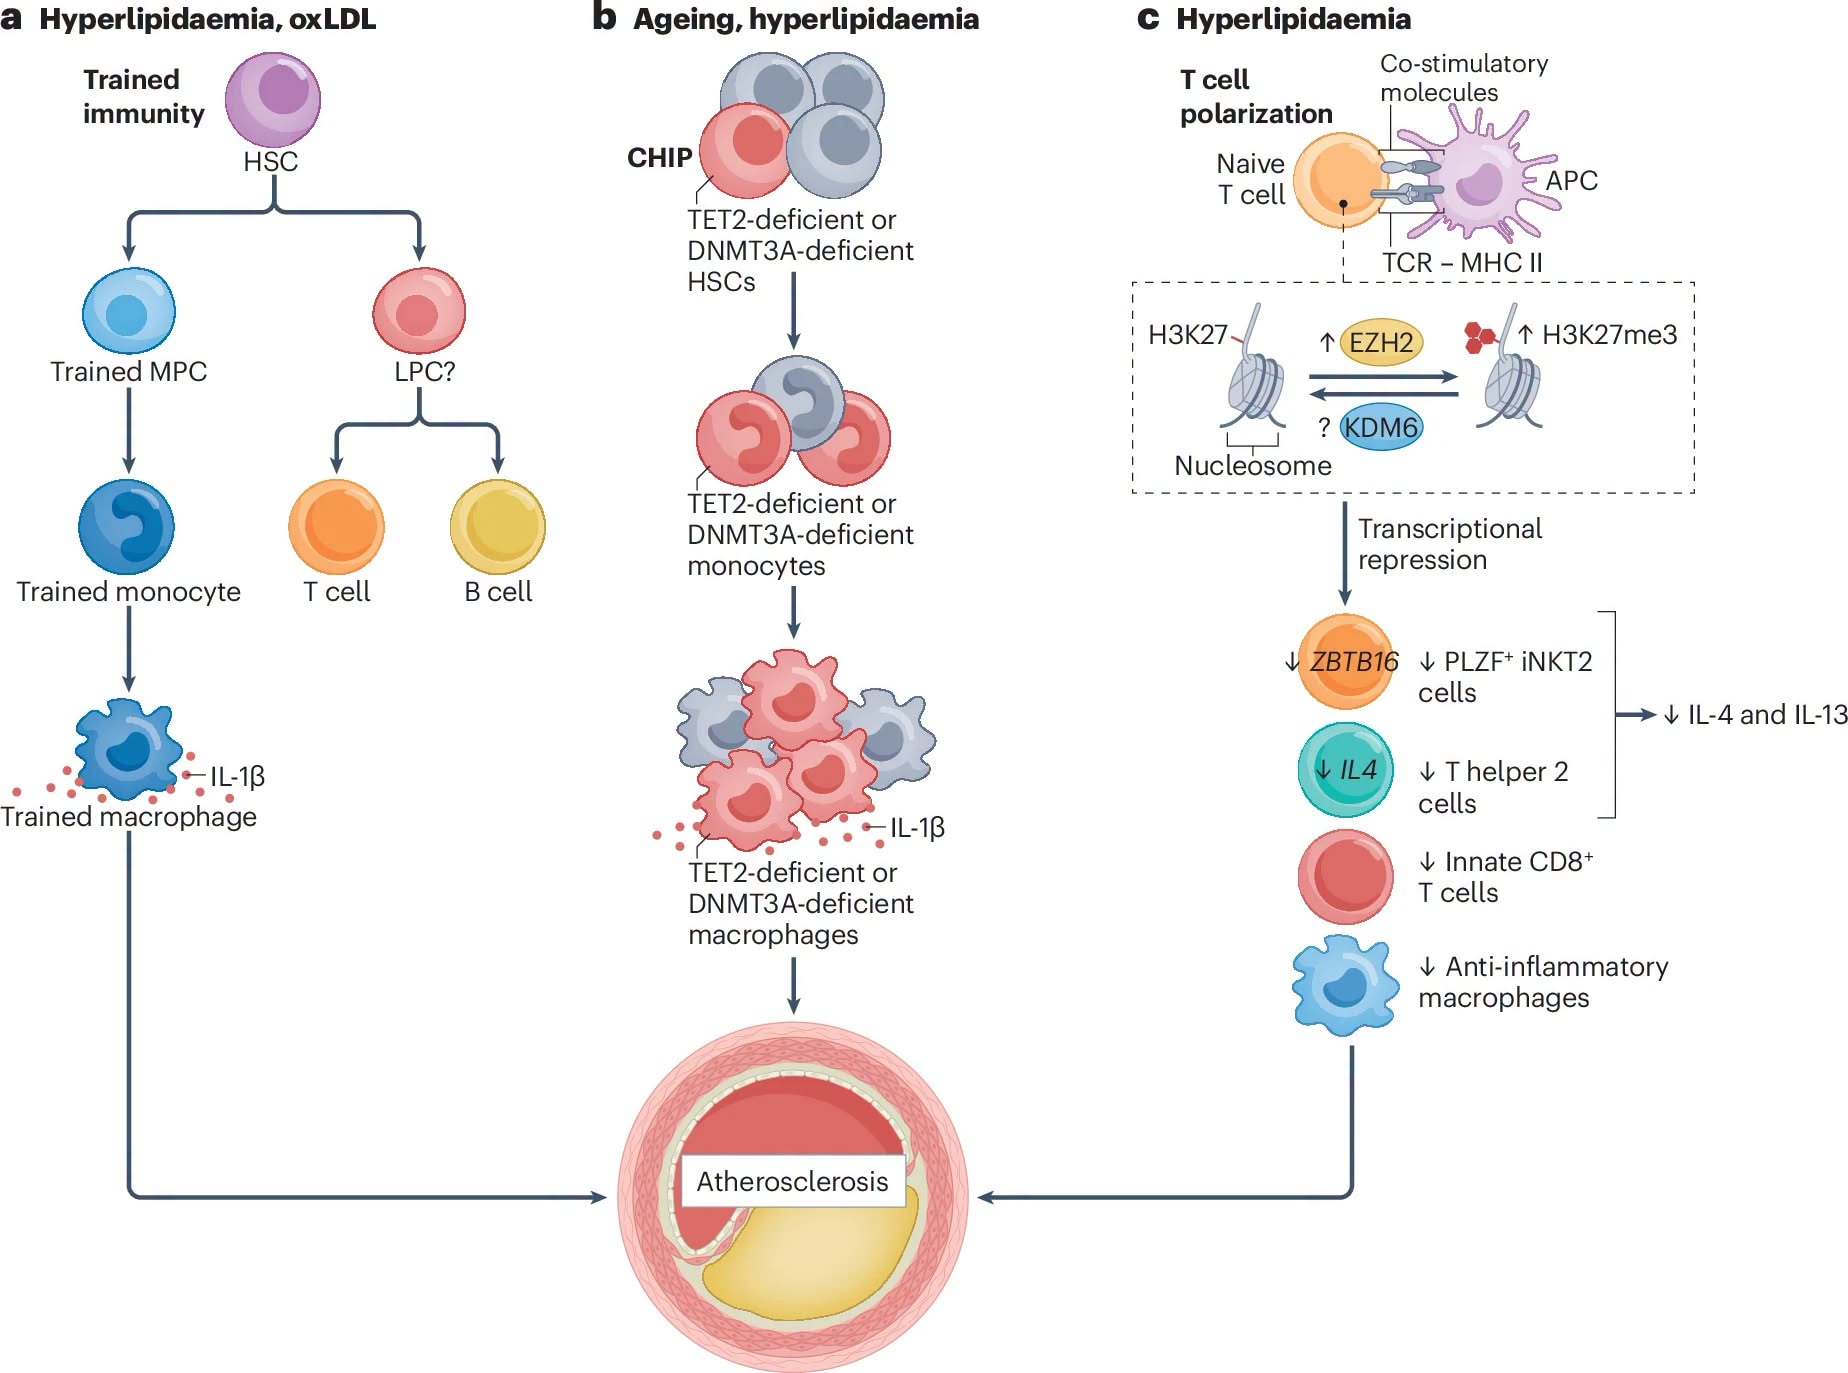 a Hyperlipidaemia, oxLDL
Trained
immunity
HSC
Trained MPC
LPC?
Trained monocyte
T cell
B cell
IL-1β
Trained macrophage
b Ageing, hyperlipidaemia
CHIP
TET2-deficient or
DNMT3A-deficient
HSCs
TET2-deficient or
DNMT3A-deficient
monocytes
IL-1β
TET2-deficient or
DNMT3A-deficient
macrophages
Atherosclerosis
c Hyperlipidaemia
T cell
polarization
Co-stimulatory
molecules
Naive
T cell
APC
TCR – MHC II
H3K27
↑ EZH2
↑ H3K27me3
? KDM6
Nucleosome
Transcriptional
repression
↓ ZBTB16
↓ PLZF⁺ iNKT2
cells
↓ IL-4 and IL-13
↓ IL4
↓ T helper 2
cells
↓ Innate CD8⁺
T cells
↓ Anti-inflammatory
macrophages